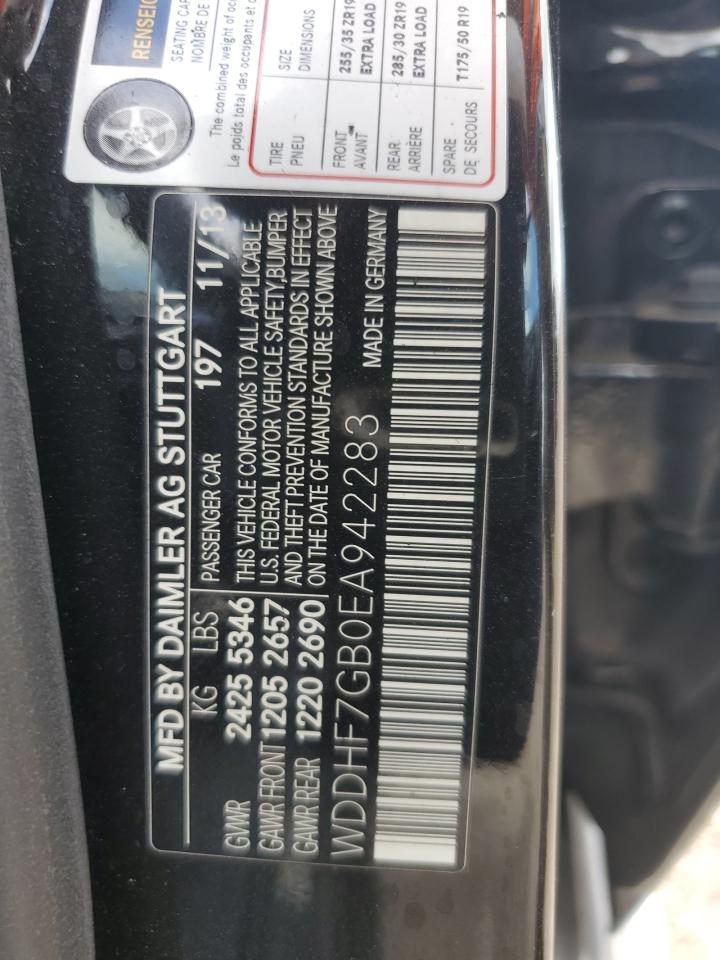 RENSEIG
SEATING CAP
NOMBRE DE
The combined weight of occ
Le poids total des occupants et d
TIRE SIZE
PNEU DIMENSIONS
FRONT 255/35 ZR19
AVANT EXTRA LOAD
REAR 285/30 ZR19
ARRIÈRE EXTRA LOAD
SPARE T175/50 R19
DE SECOURS
MFD BY DAIMLER AG STUTTGART
KG LBS PASSENGER CAR 197 11/13
GVWR 2425 5346 THIS VEHICLE CONFORMS TO ALL APPLICABLE
GAWR FRONT 1205 2657 U.S. FEDERAL MOTOR VEHICLE SAFETY,BUMPER
GAWR REAR 1220 2690 AND THEFT PREVENTION STANDARDS IN EFFECT
ON THE DATE OF MANUFACTURE SHOWN ABOVE
WDDHF7GB0EA942283 MADE IN GERMANY